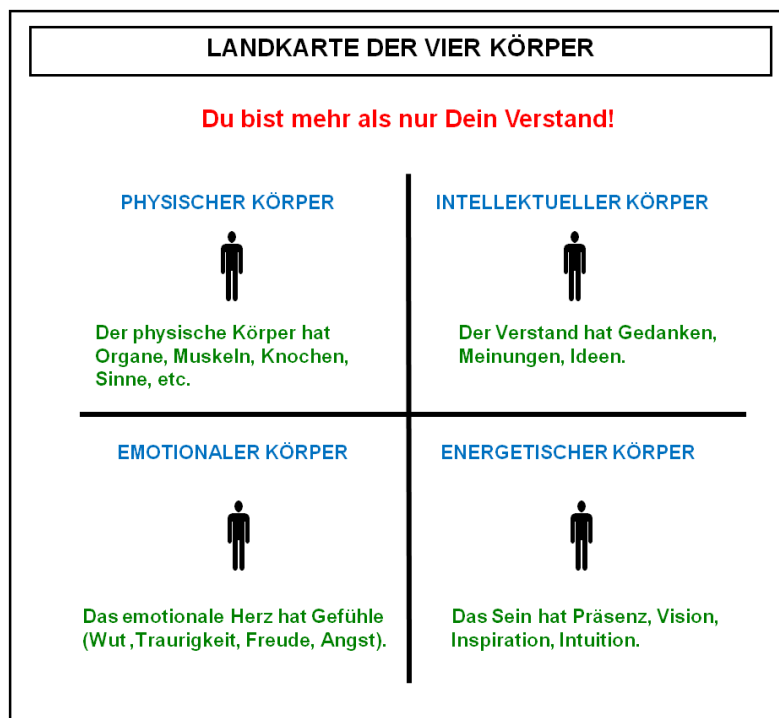 LANDKARTE DER VIER KÖRPER
Du bist mehr als nur Dein Verstand!
PHYSISCHER KÖRPER
Der physische Körper hat
Organe, Muskeln, Knochen,
Sinne, etc.
INTELLEKTUELLER KÖRPER
Der Verstand hat Gedanken,
Meinungen, Ideen.
EMOTIONALER KÖRPER
Das emotionale Herz hat Gefühle
(Wut ,Traurigkeit, Freude, Angst).
ENERGETISCHER KÖRPER
Das Sein hat Präsenz, Vision,
Inspiration, Intuition.